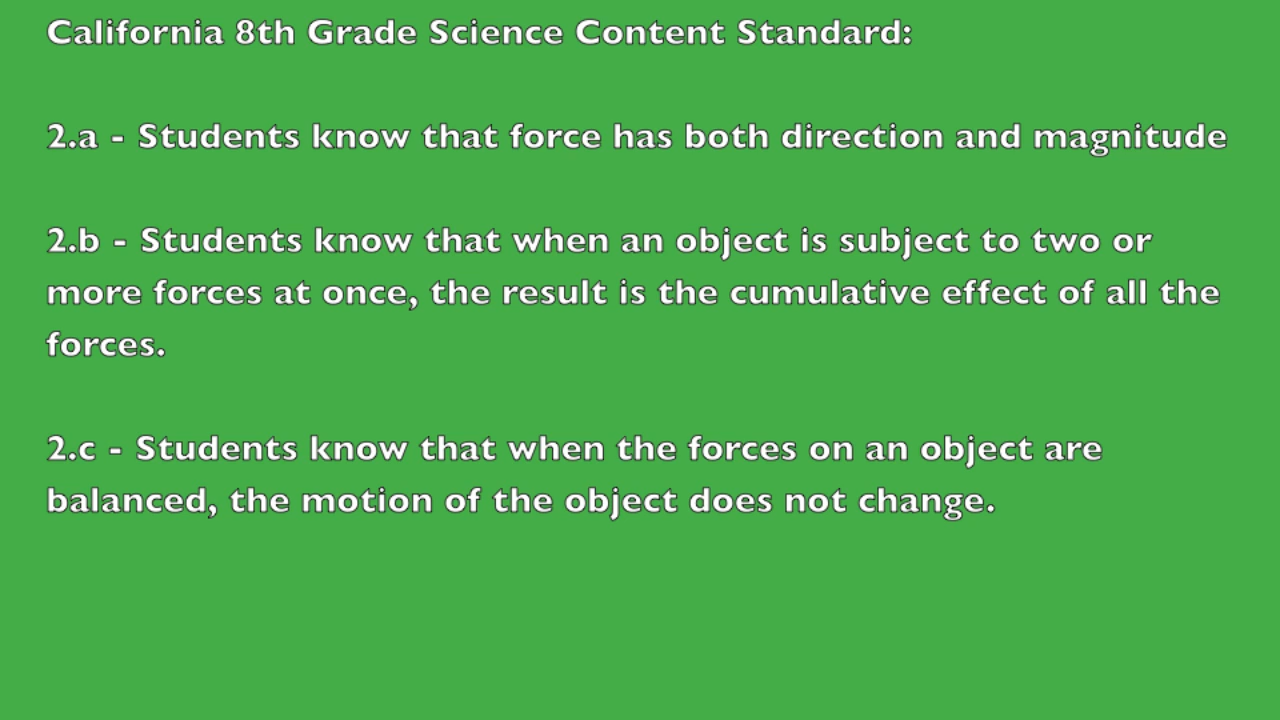 California 8th Grade Science Content Standard:
2.a - Students know that force has both direction and magnitude
2.b - Students know that when an object is subject to two or
more forces at once, the result is the cumulative effect of all the
forces.
2.c - Students know that when the forces on an object are
balanced, the motion of the object does not change.